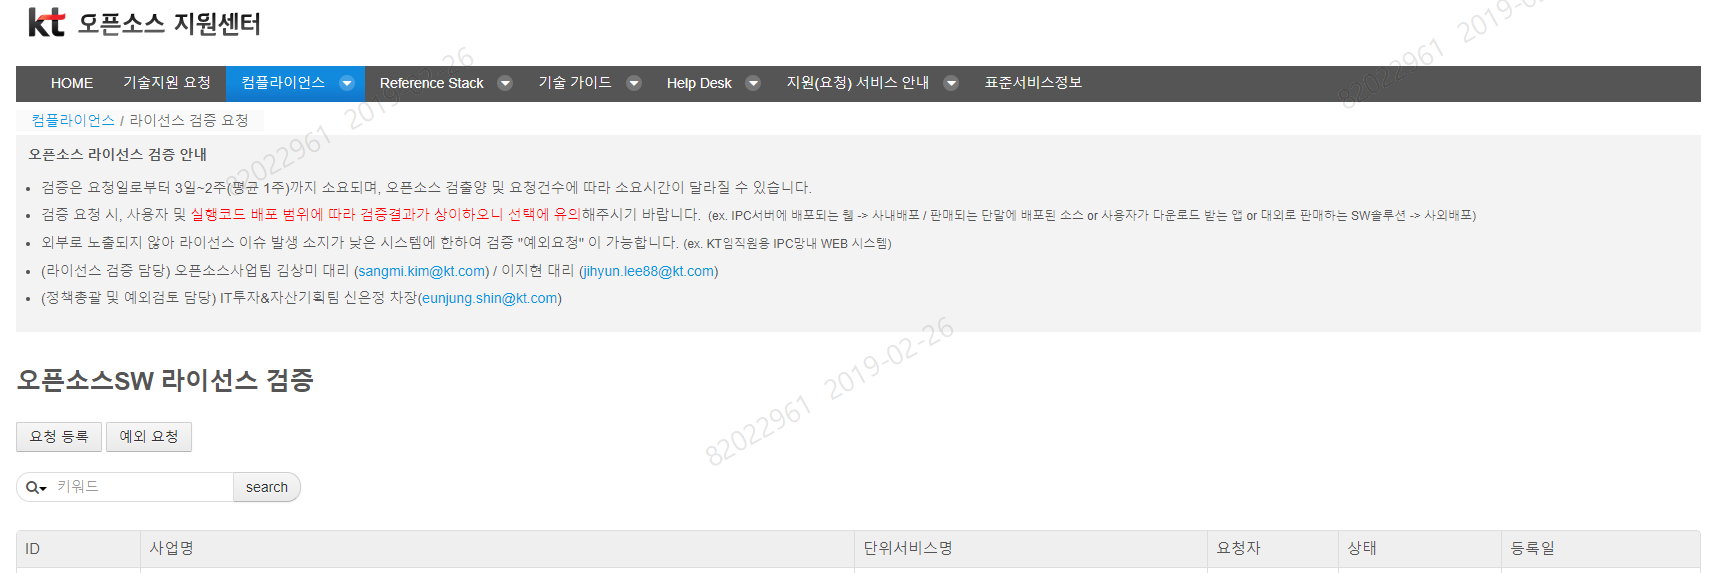 kt 오픈소스 지원센터
HOME 기술지원 요청 컴플라이언스 Reference Stack 기술 가이드 Help Desk 지원(요청) 서비스 안내 표준서비스정보
컴플라이언스 / 라이선스 검증 요청
오픈소스 라이선스 검증 안내
검증은 요청일로부터 3일~2주(평균 1주)까지 소요되며, 오픈소스 검출양 및 요청건수에 따라 소요시간이 달라질 수 있습니다.
검증 요청 시, 사용자 및 실행코드 배포 범위에 따라 검증결과가 상이하오니 선택에 유의해주시기 바랍니다. (ex. IPC서버에 배포되는 웹 -> 사내배포 / 판매되는 단말에 배포된 소스 or 사용자가 다운로드 받는 앱 or 대외로 판매하는 SW솔루션 -> 사외배포)
외부로 노출되지 않아 라이선스 이슈 발생 소지가 낮은 시스템에 한하여 검증 "예외요청" 이 가능합니다. (ex. KT임직원용 IPC망내 WEB 시스템)
(라이선스 검증 담당) 오픈소스사업팀 김상미 대리 (sangmi.kim@kt.com) / 이지현 대리 (jihyun.lee88@kt.com)
(정책총괄 및 예외검토 담당) IT투자&자산기획팀 신은정 차장(eunjung.shin@kt.com)
오픈소스SW 라이선스 검증
요청 등록 예외 요청
키워드 search
ID 사업명 단위서비스명 요청자 상태 등록일
82022961 2019-02-26